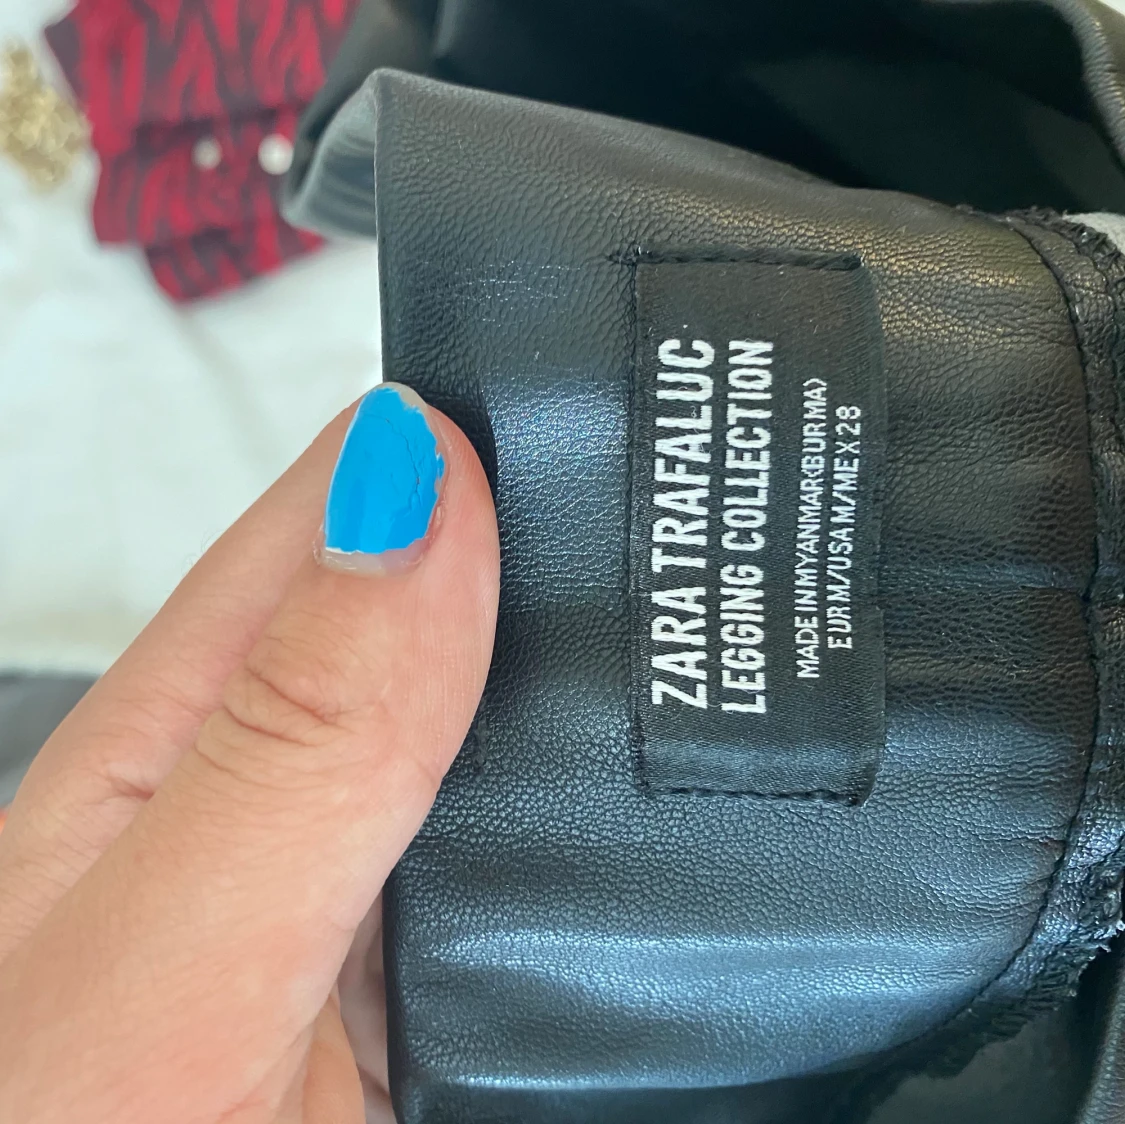 ZARA TRAFALUC
LEGGING COLLECTION
MADE IN MYANMAR(BURMA)
EUR M/USA M/MEX 28